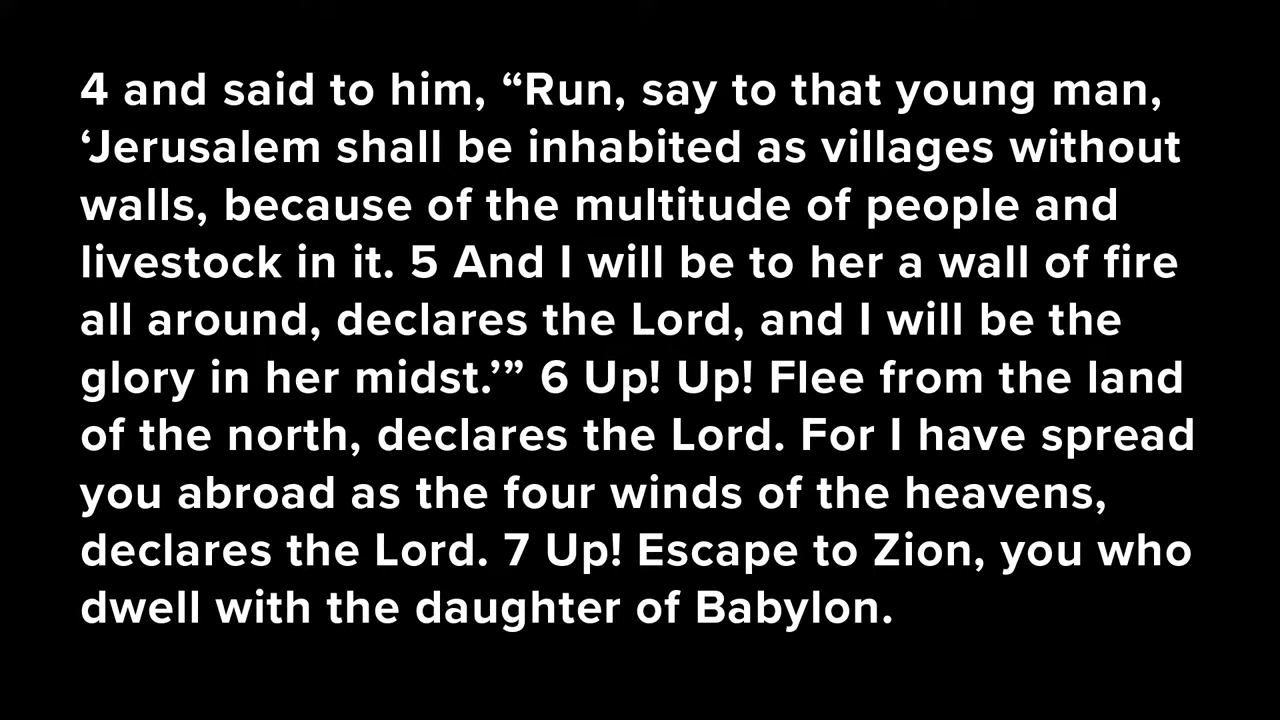 4 and said to him, “Run, say to that young man,
‘Jerusalem shall be inhabited as villages without
walls, because of the multitude of people and
livestock in it. 5 And I will be to her a wall of fire
all around, declares the Lord, and I will be the
glory in her midst.’” 6 Up! Up! Flee from the land
of the north, declares the Lord. For I have spread
you abroad as the four winds of the heavens,
declares the Lord. 7 Up! Escape to Zion, you who
dwell with the daughter of Babylon.